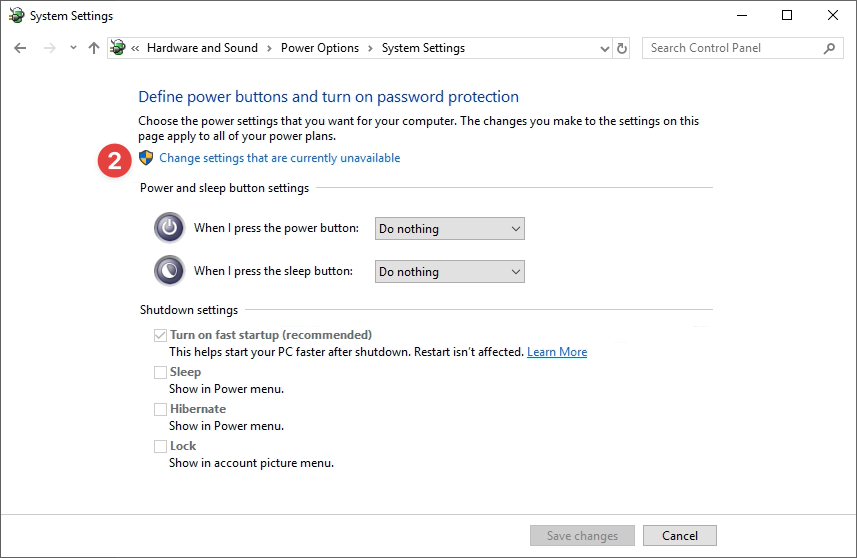 System Settings
« Hardware and Sound > Power Options > System Settings
Search Control Panel
Define power buttons and turn on password protection
Choose the power settings that you want for your computer. The changes you make to the settings on this
page apply to all of your power plans.
2 Change settings that are currently unavailable
Power and sleep button settings
When I press the power button: Do nothing
When I press the sleep button: Do nothing
Shutdown settings
Turn on fast startup (recommended)
This helps start your PC faster after shutdown. Restart isn't affected. Learn More
Sleep
Show in Power menu.
Hibernate
Show in Power menu.
Lock
Show in account picture menu.
Save changes Cancel